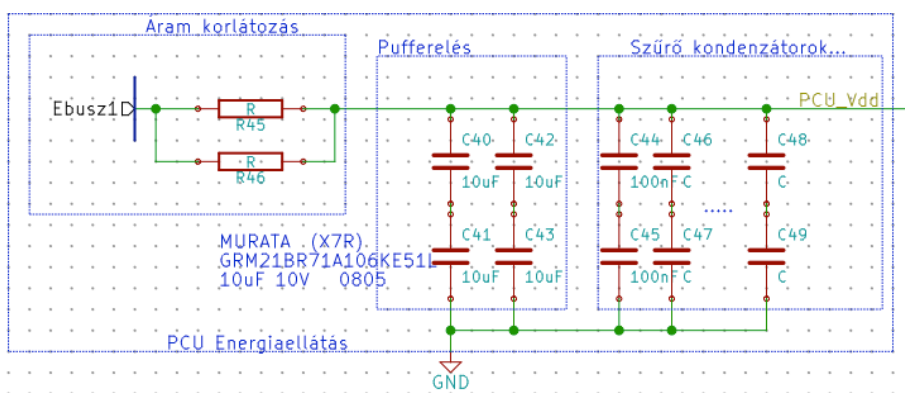 Áram korlátozás
Pufferelés
Szűrő kondenzátorok...
Ebusz1
R
R45
R
R46
PCU_Vdd
C40
10uF
C42
10uF
C44
100nF
C46
C
C48
C
.....
C41
10uF
C43
10uF
C45
100nF
C47
C
C49
C
MURATA (X7R)
GRM21BR71A106KE51L
10uF 10V 0805
PCU Energiaellátás
GND